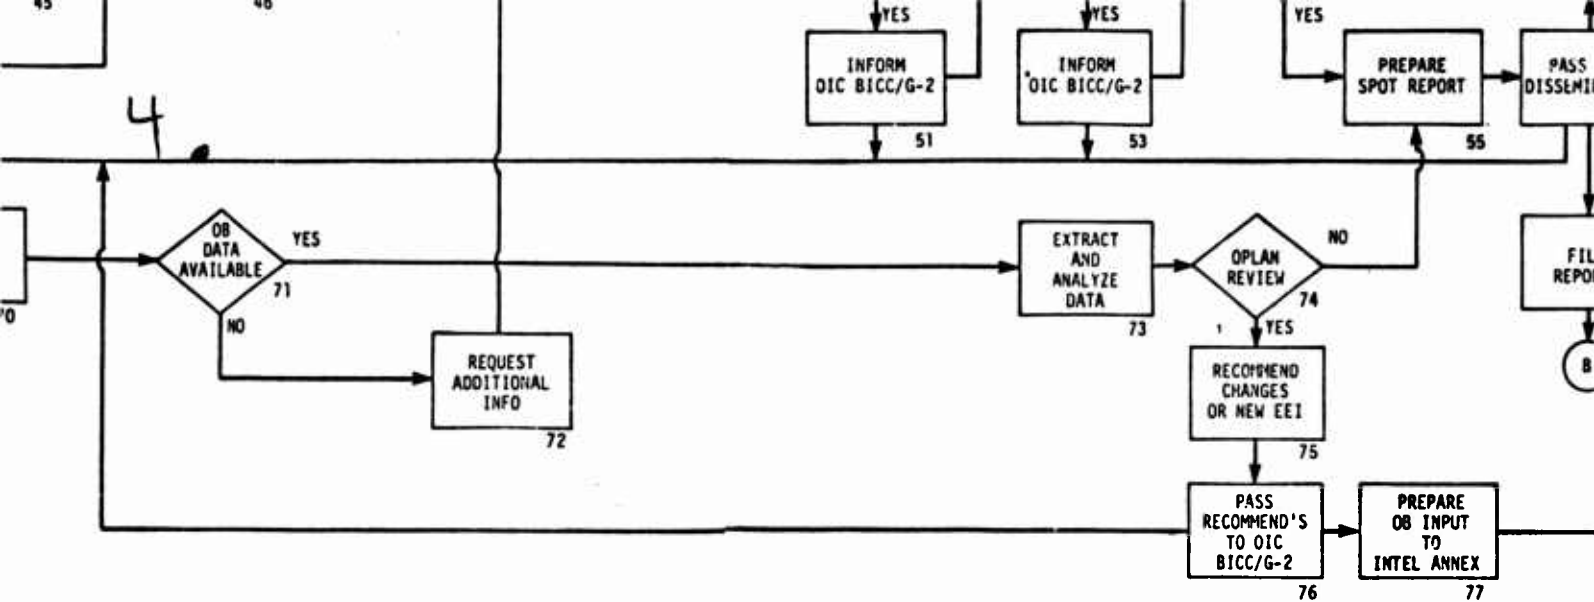 45
46
YES
YES
YES
INFORM
OIC BICC/G-2
51
INFORM
OIC BICC/G-2
53
PREPARE
SPOT REPORT
55
PASS
4
OB
DATA
AVAILABLE
71
YES
NO
REQUEST
ADDITIONAL
INFO
72
EXTRACT
AND
ANALYZE
DATA
73
OPLAN
REVIEW
74
NO
YES
RECOMMEND
CHANGES
OR NEW EEI
75
PASS
RECOMMEND'S
TO OIC
BICC/G-2
76
PREPARE
OB INPUT
TO
INTEL ANNEX
77
B